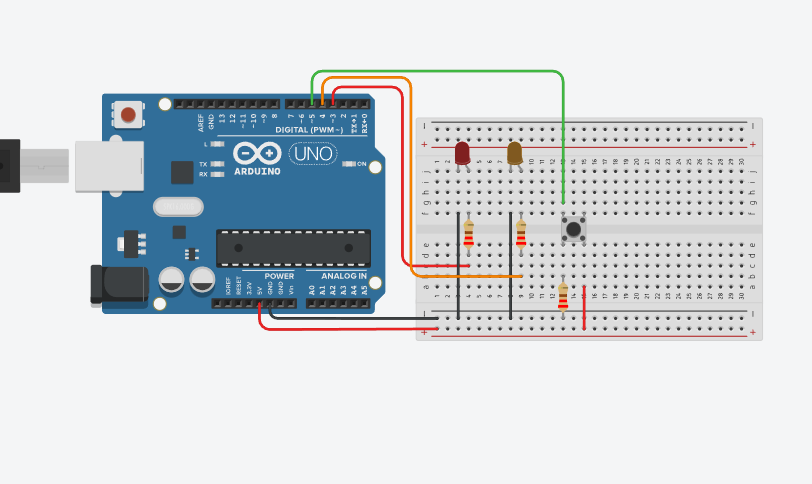 AREF
GND
13
12
~11
~10
~9
8
7
~6
~5
4
~3
2
TX→1
RX←0
DIGITAL (PWM~)
L
TX
RX
ARDUINO
UNO
ON
POWER
ANALOG IN
IOREF
RESET
3.3V
5V
GND
GND
Vin
A0
A1
A2
A3
A4
A5
1 2 3 4 5 6 7 8 9 10 11 12 13 14 15 16 17 18 19 20 21 22 23 24 25 26 27 28 29 30
j
i
h
g
f
e
d
c
b
a
1 2 3 4 5 6 7 8 9 10 11 12 13 14 15 16 17 18 19 20 21 22 23 24 25 26 27 28 29 30